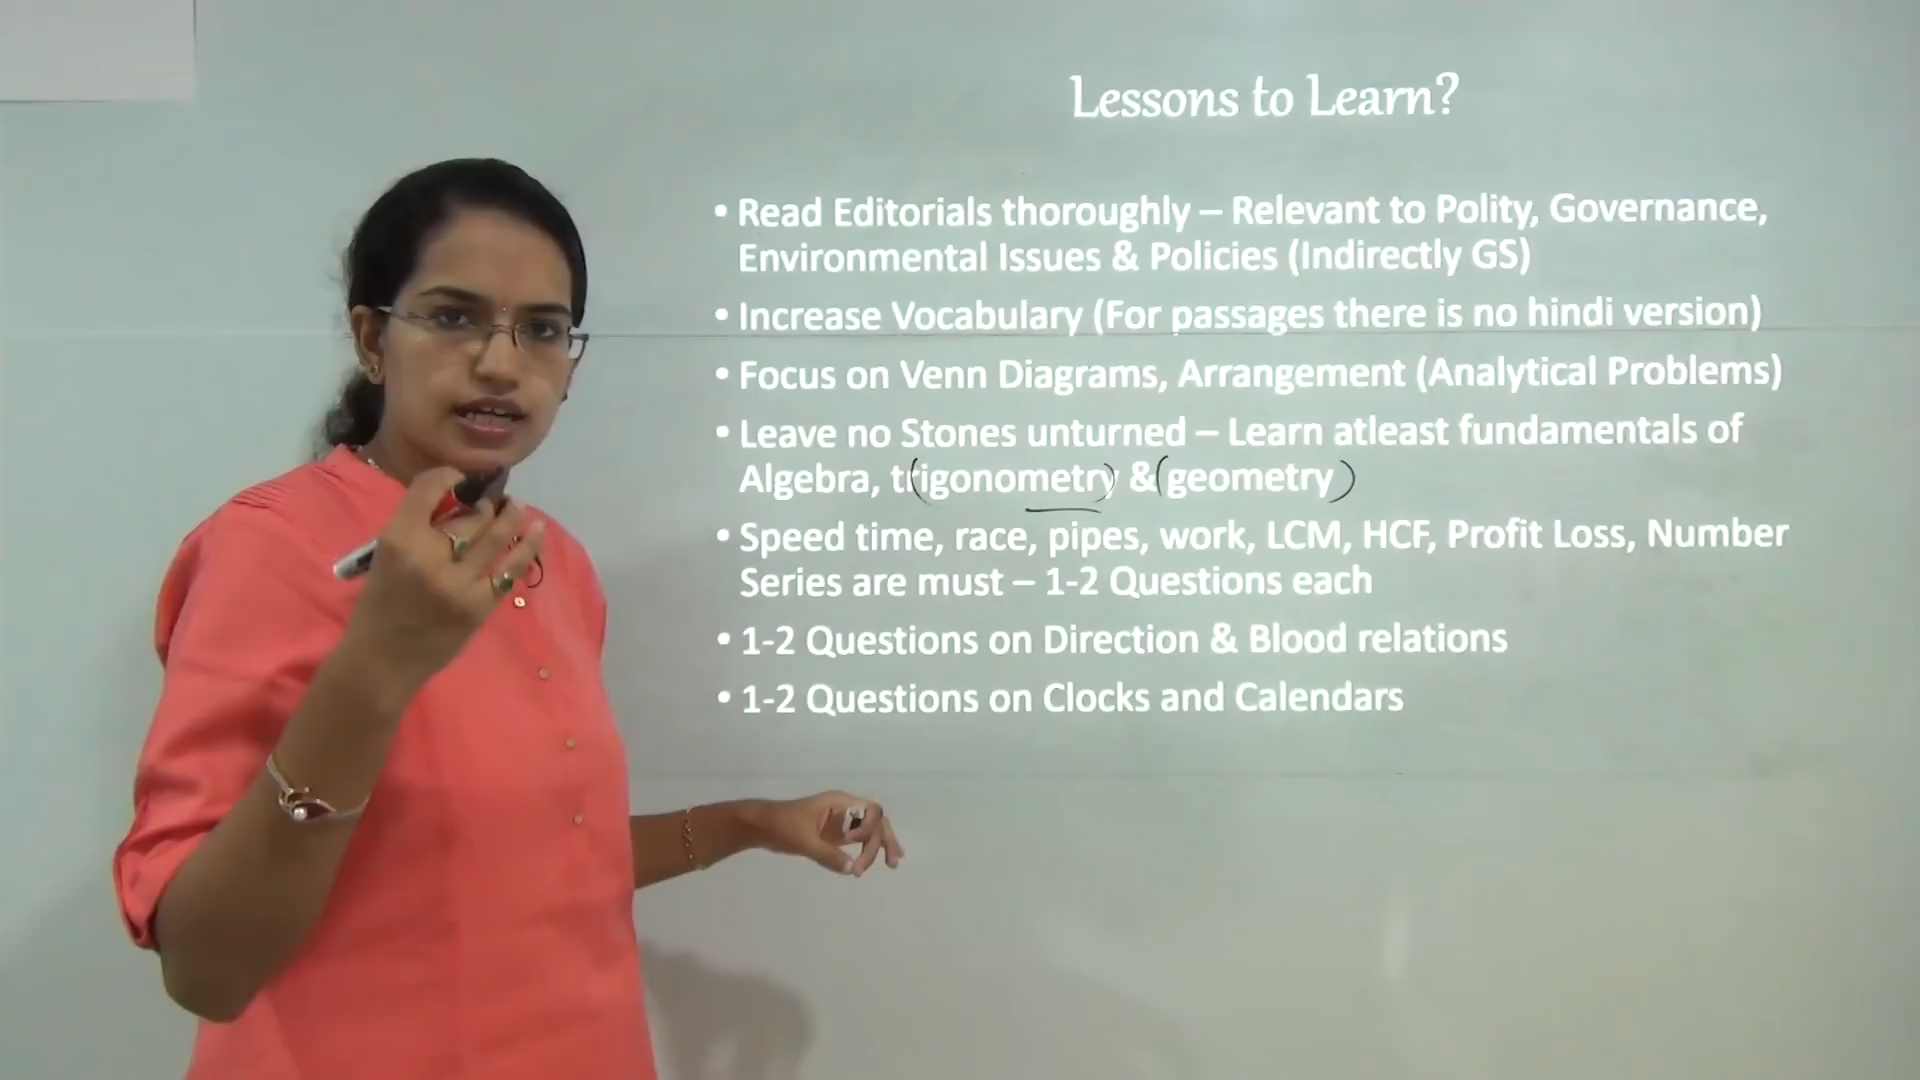 Lessons to Learn?
• Read Editorials thoroughly – Relevant to Polity, Governance,
Environmental Issues & Policies (Indirectly GS)
• Increase Vocabulary (For passages there is no hindi version)
• Focus on Venn Diagrams, Arrangement (Analytical Problems)
• Leave no Stones unturned – Learn atleast fundamentals of
Algebra, trigonometry & geometry
• Speed time, race, pipes, work, LCM, HCF, Profit Loss, Number
Series are must – 1-2 Questions each
• 1-2 Questions on Direction & Blood relations
• 1-2 Questions on Clocks and Calendars